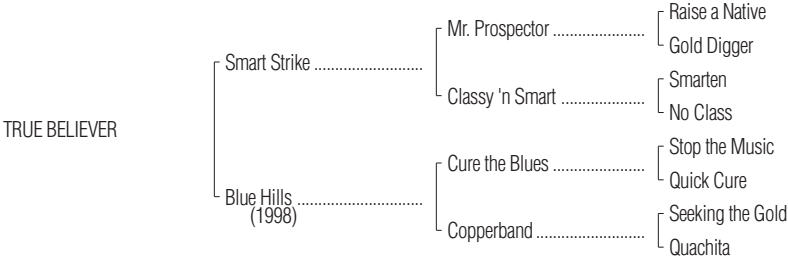 Raise a Native
Mr. Prospector ......................
Gold Digger
Smart Strike ..........................
Smarten
Classy 'n Smart ....................
No Class
TRUE BELIEVER
Stop the Music
Cure the Blues ......................
Quick Cure
Blue Hills ..............................
(1998)
Seeking the Gold
Copperband ..........................
Quachita